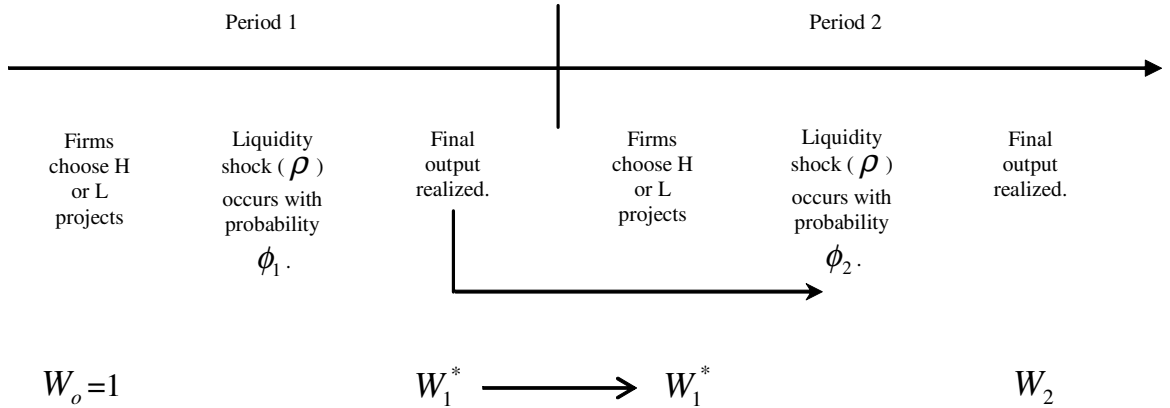 Period 1
Period 2
Firms
choose H
or L
projects
Liquidity
shock ( ρ )
occurs with
probability
ϕ₁ .
Final
output
realized.
Firms
choose H
or L
projects
Liquidity
shock ( ρ )
occurs with
probability
ϕ₂ .
Final
output
realized.
Wₒ =1
W₁*
W₁*
W₂